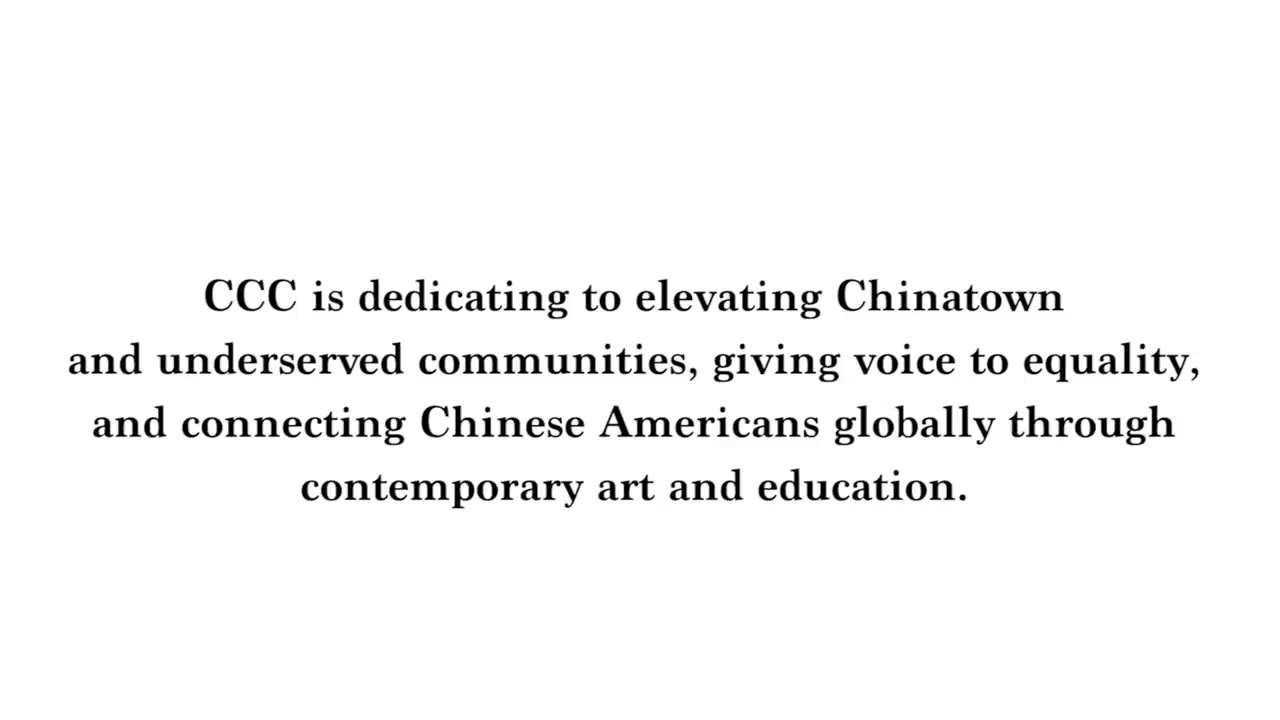 CCC is dedicating to elevating Chinatown
and underserved communities, giving voice to equality,
and connecting Chinese Americans globally through
contemporary art and education.